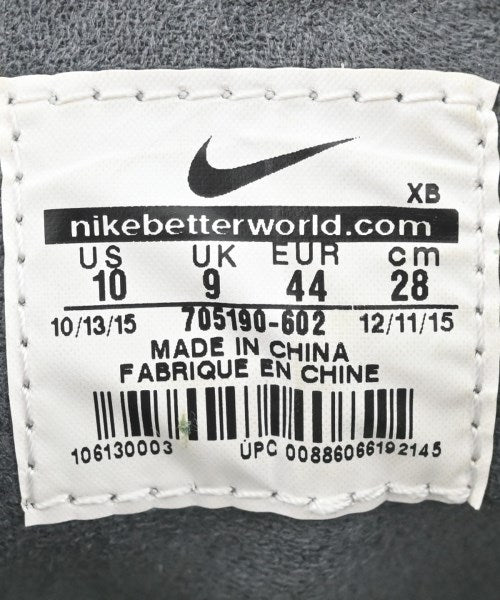 XB
nikebetterworld.com
US UK EUR cm
10 9 44 28
10/13/15 705190-602 12/11/15
MADE IN CHINA
FABRIQUE EN CHINE
106130003 UPC 00886066192145